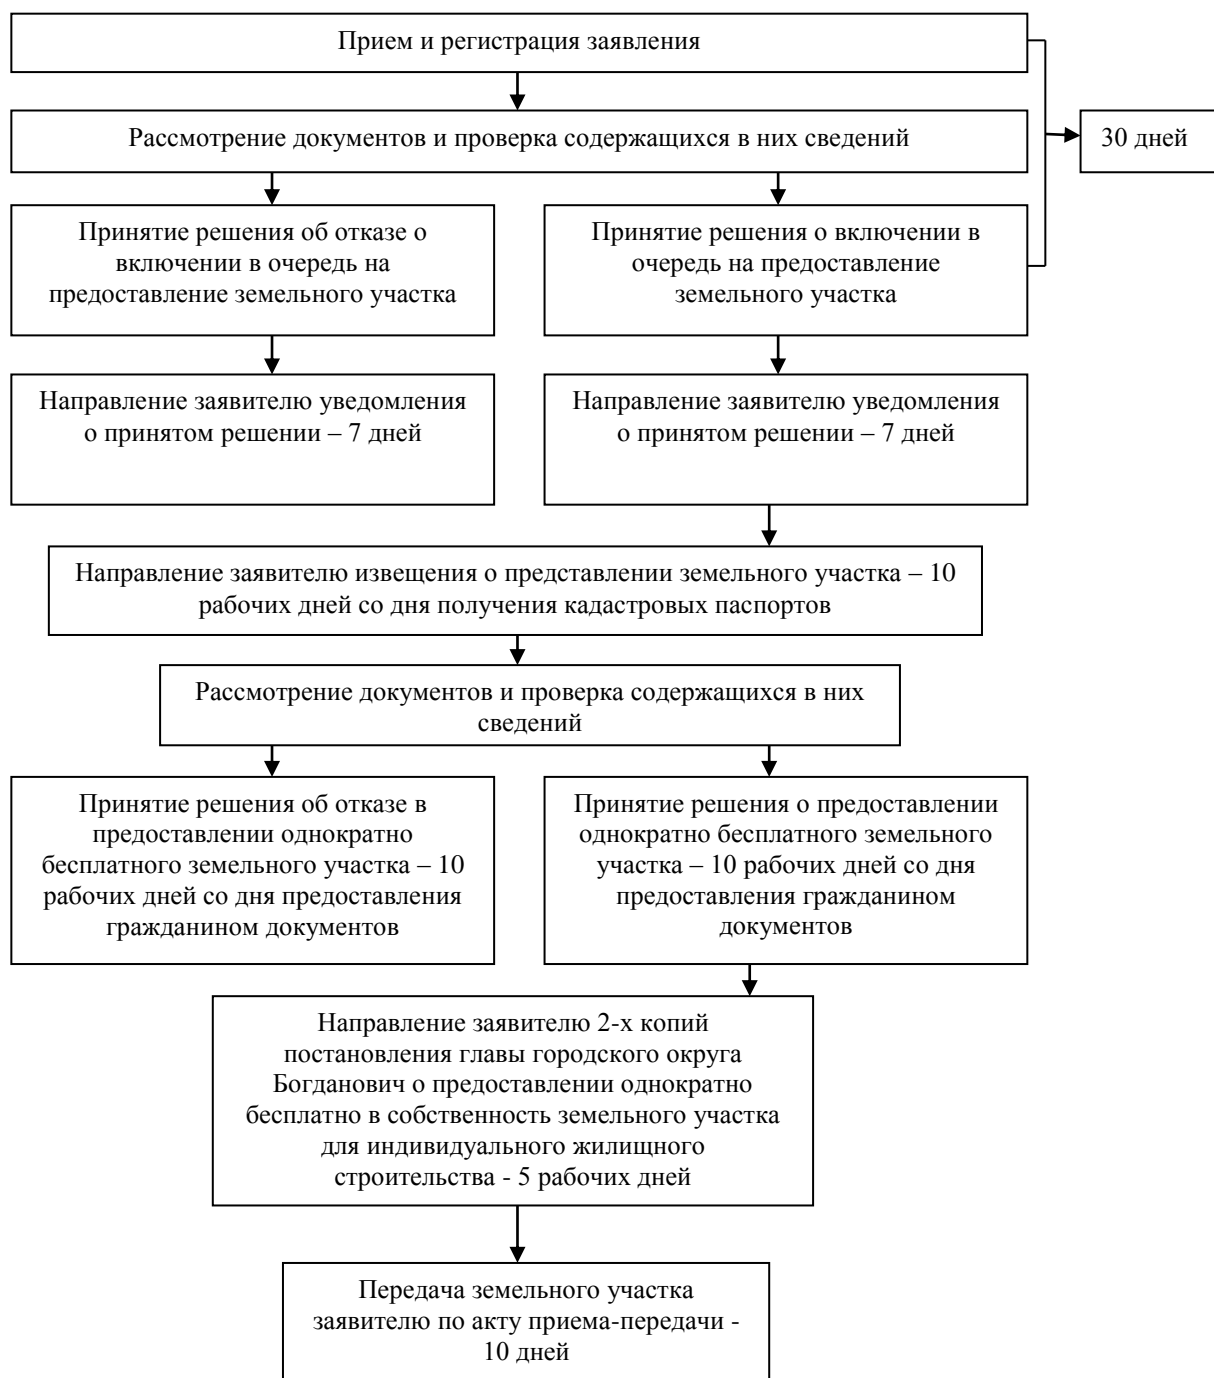 Прием и регистрация заявления
Рассмотрение документов и проверка содержащихся в них сведений
30 дней
Принятие решения об отказе о
включении в очередь на
предоставление земельного участка
Принятие решения о включении в
очередь на предоставление
земельного участка
Направление заявителю уведомления
о принятом решении – 7 дней
Направление заявителю уведомления
о принятом решении – 7 дней
Направление заявителю извещения о представлении земельного участка – 10
рабочих дней со дня получения кадастровых паспортов
Рассмотрение документов и проверка содержащихся в них
сведений
Принятие решения об отказе в
предоставлении однократно
бесплатного земельного участка – 10
рабочих дней со дня предоставления
гражданином документов
Принятие решения о предоставлении
однократно бесплатного земельного
участка – 10 рабочих дней со дня
предоставления гражданином
документов
Направление заявителю 2-х копий
постановления главы городского округа
Богданович о предоставлении однократно
бесплатно в собственность земельного участка
для индивидуального жилищного
строительства - 5 рабочих дней
Передача земельного участка
заявителю по акту приема-передачи -
10 дней